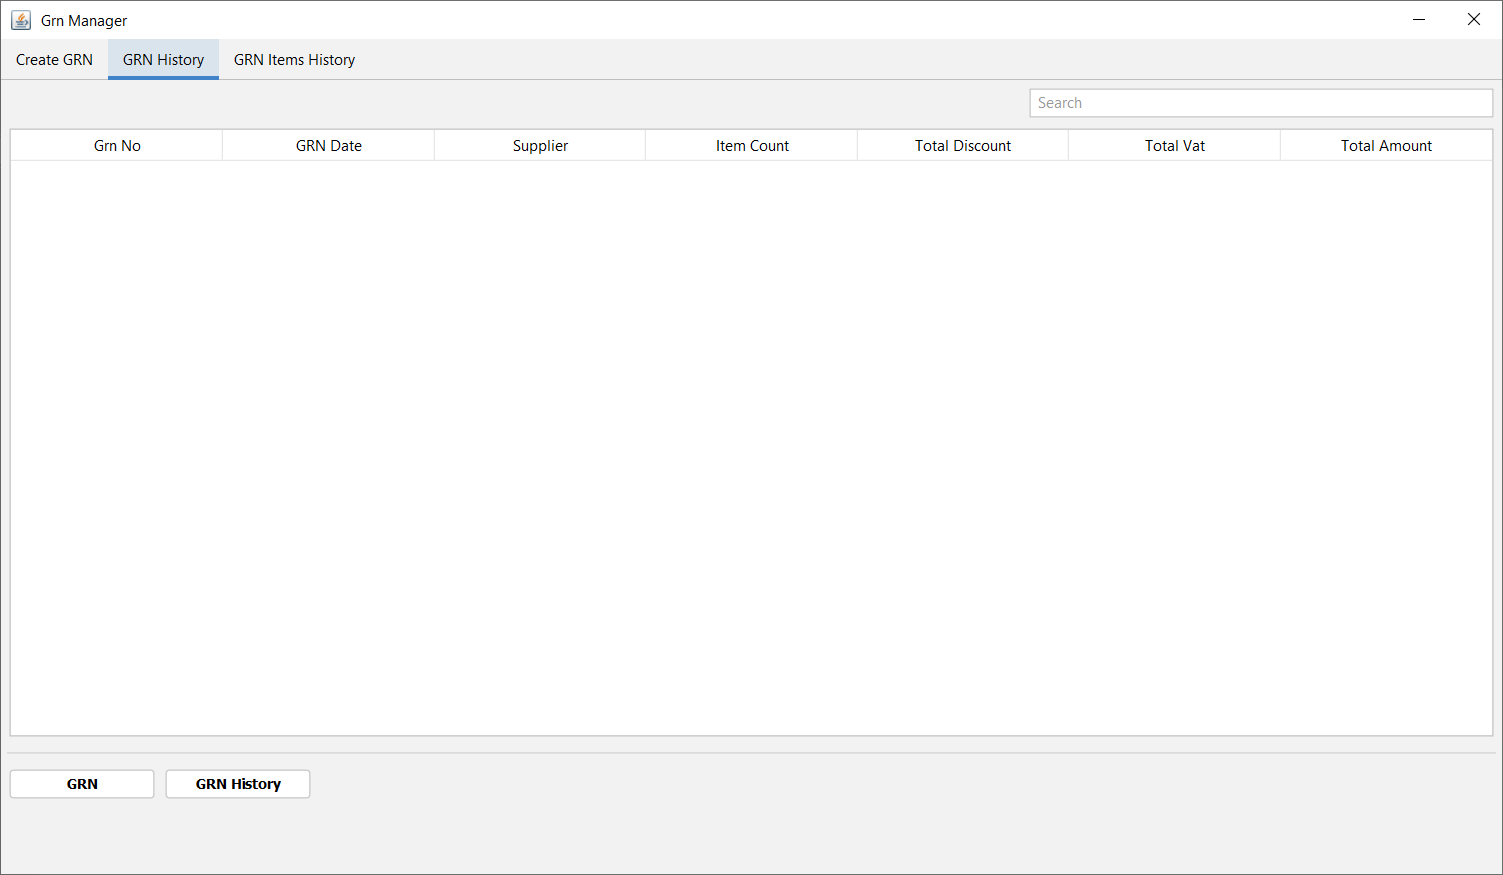 Grn Manager
Create GRN GRN History GRN Items History
Search
Grn No GRN Date Supplier Item Count Total Discount Total Vat Total Amount
GRN GRN History